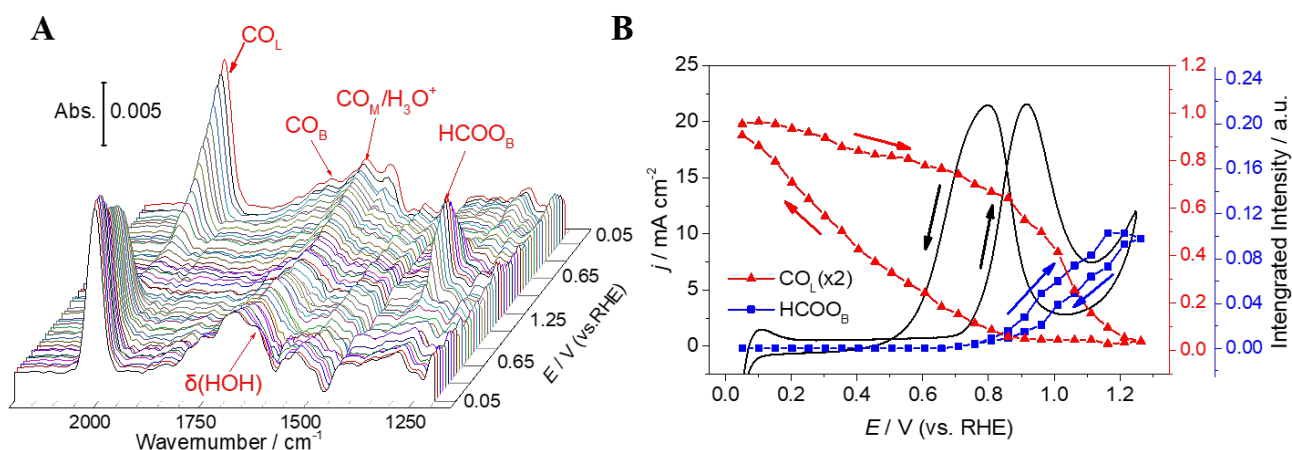 A
Abs.
0.005
CO_L
CO_B
CO_M/H₃O⁺
HCOO_B
δ(HOH)
0.05
0.65
1.25
0.65
0.05
E / V (vs.RHE)
2000 1750 1500 1250
Wavernumber / cm⁻¹
B
25
20
15
10
5
0
j / mA cm⁻²
CO_L(x2)
HCOO_B
0.0 0.2 0.4 0.6 0.8 1.0 1.2
E / V (vs. RHE)
1.2
1.0
0.8
0.6
0.4
0.2
0.0
0.24
0.20
0.16
0.12
0.08
0.04
0.00
Intengrated Intensity / a.u.